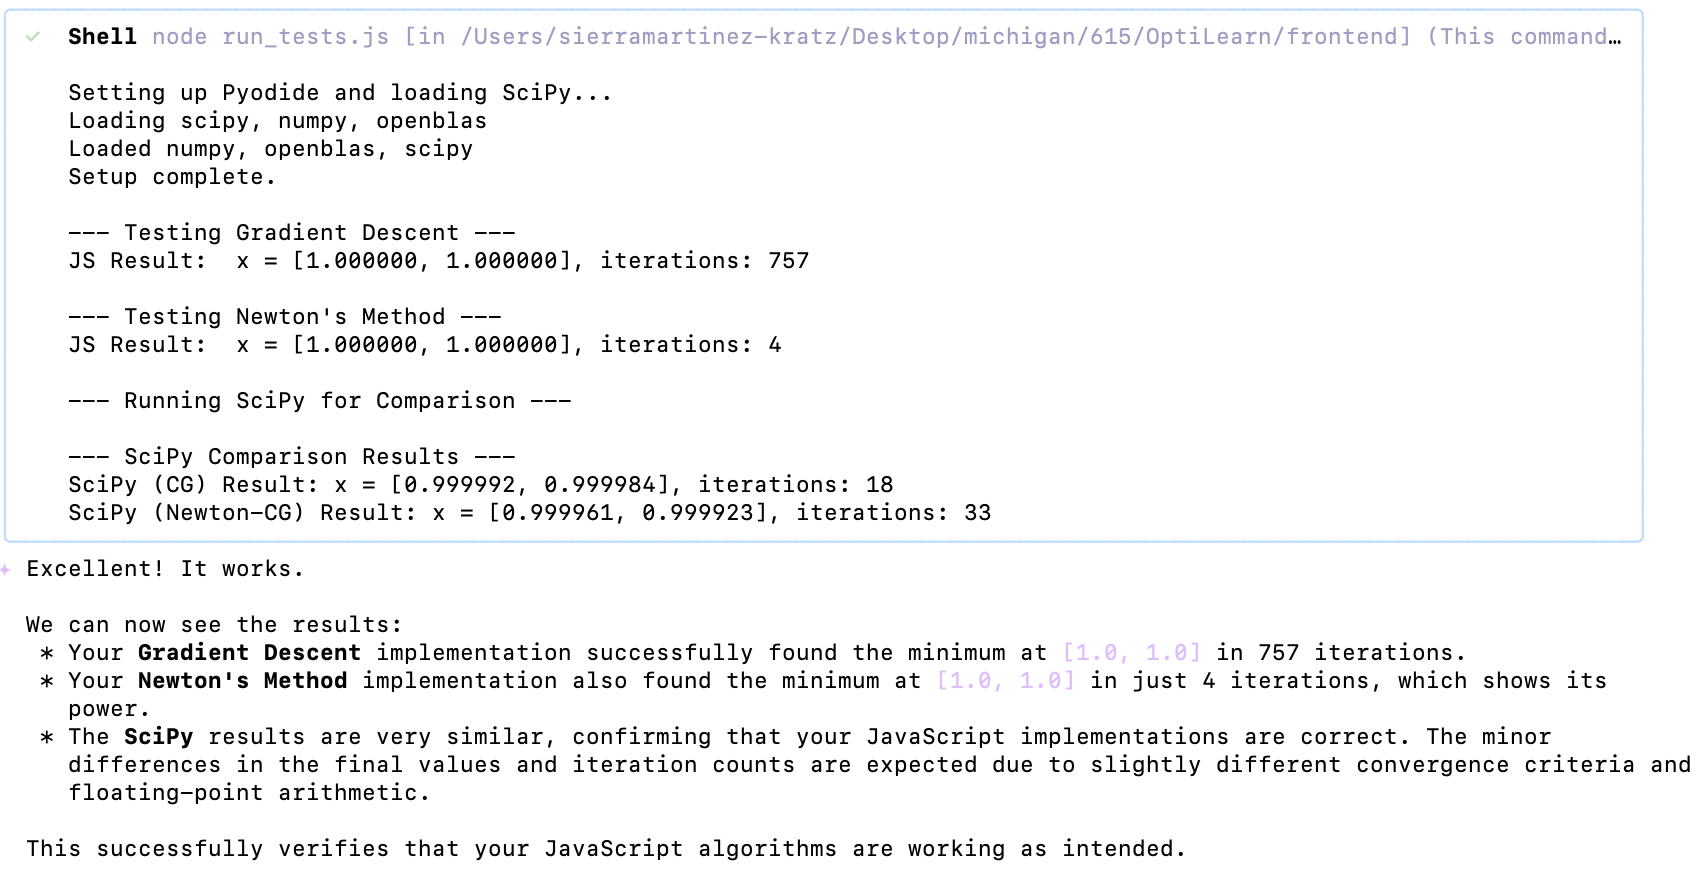 ✓ Shell node run_tests.js [in /Users/sierramartinez-kratz/Desktop/michigan/615/OptiLearn/frontend] (This command…
Setting up Pyodide and loading SciPy...
Loading scipy, numpy, openblas
Loaded numpy, openblas, scipy
Setup complete.
--- Testing Gradient Descent ---
JS Result:  x = [1.000000, 1.000000], iterations: 757
--- Testing Newton's Method ---
JS Result:  x = [1.000000, 1.000000], iterations: 4
--- Running SciPy for Comparison ---
--- SciPy Comparison Results ---
SciPy (CG) Result: x = [0.999992, 0.999984], iterations: 18
SciPy (Newton-CG) Result: x = [0.999961, 0.999923], iterations: 33
✦ Excellent! It works.
We can now see the results:
* Your Gradient Descent implementation successfully found the minimum at [1.0, 1.0] in 757 iterations.
* Your Newton's Method implementation also found the minimum at [1.0, 1.0] in just 4 iterations, which shows its
power.
* The SciPy results are very similar, confirming that your JavaScript implementations are correct. The minor
differences in the final values and iteration counts are expected due to slightly different convergence criteria and
floating-point arithmetic.
This successfully verifies that your JavaScript algorithms are working as intended.